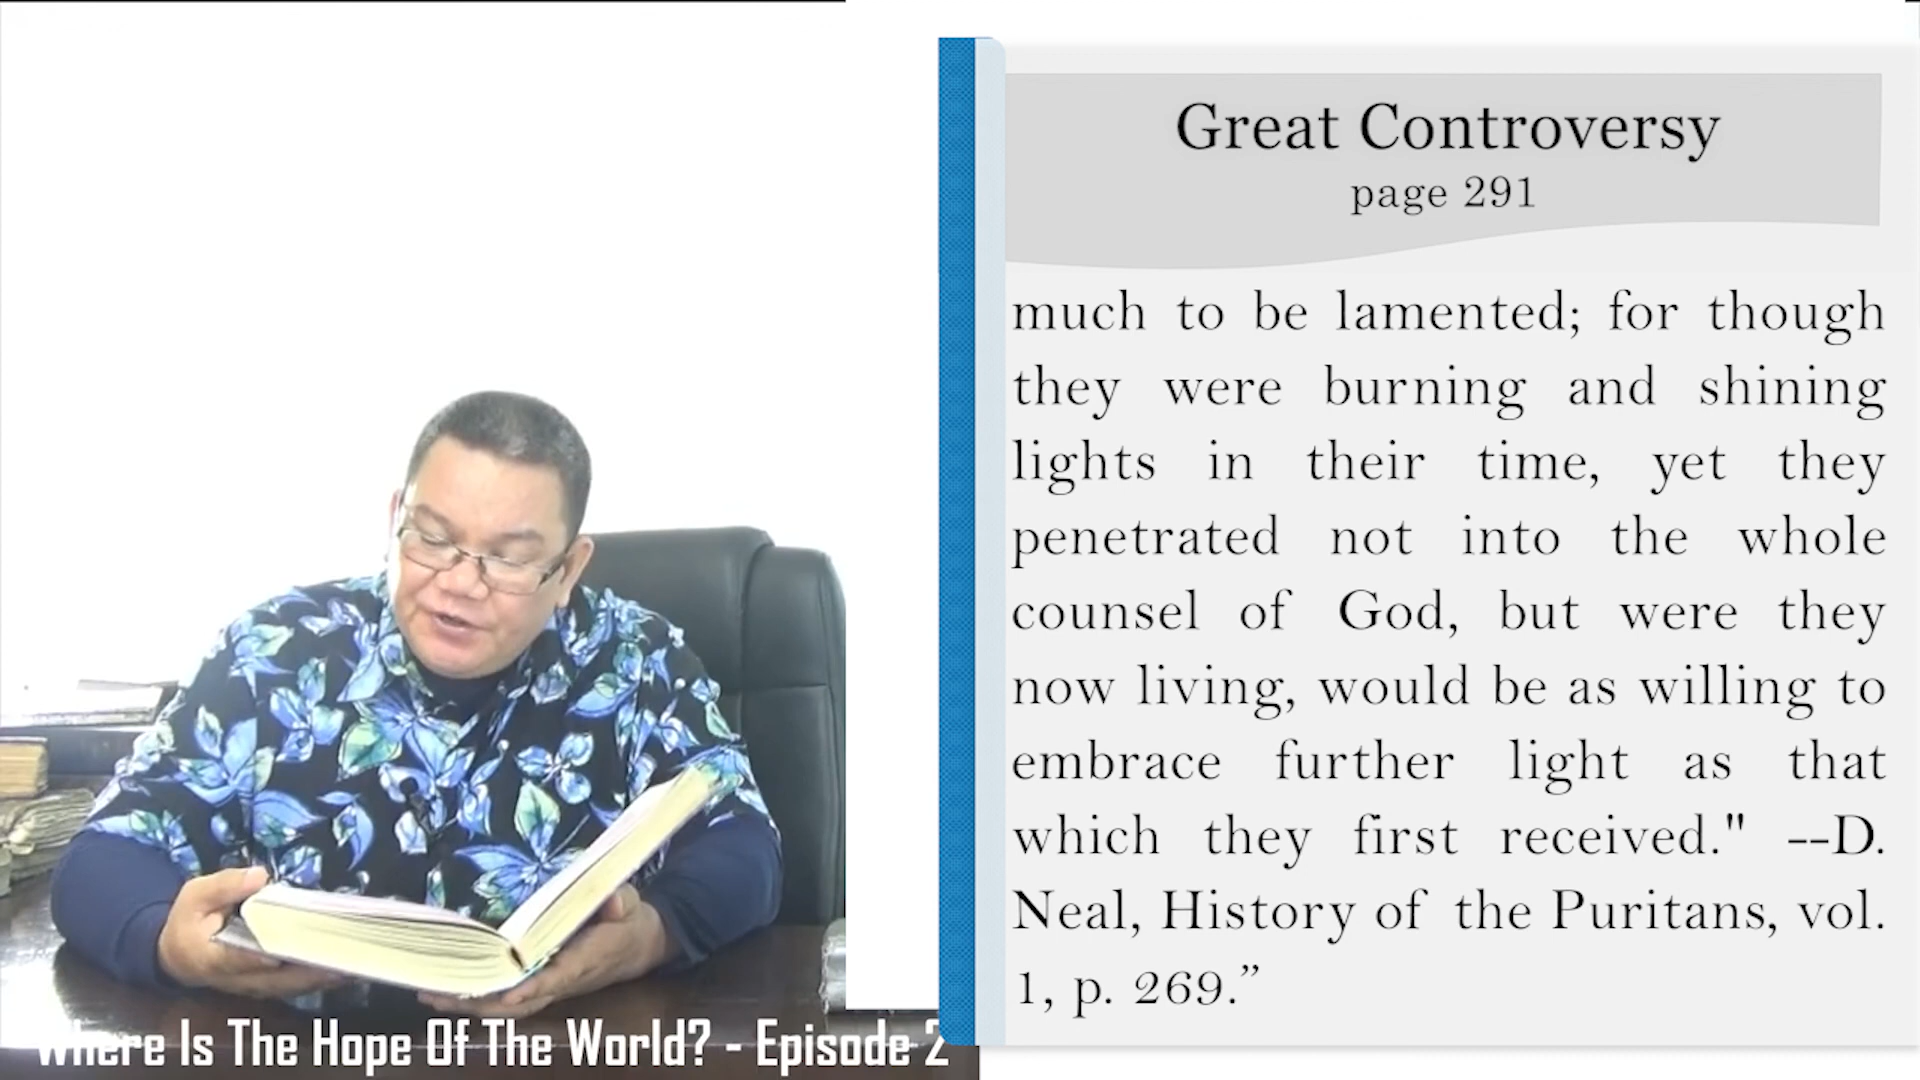 Great Controversy
page 291
much to be lamented; for though
they were burning and shining
lights in their time, yet they
penetrated not into the whole
counsel of God, but were they
now living, would be as willing to
embrace further light as that
which they first received." --D.
Neal, History of the Puritans, vol.
1, p. 269.”
Where Is The Hope Of The World? - Episode 2